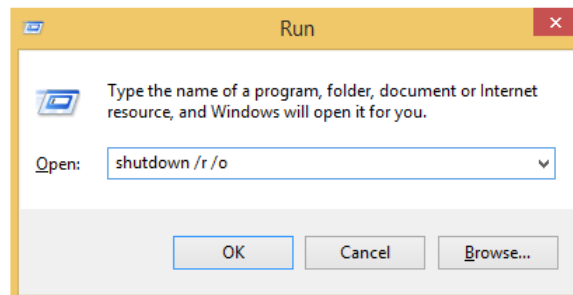 Run
Type the name of a program, folder, document or Internet
resource, and Windows will open it for you.
Open: shutdown /r /o
OK Cancel Browse...